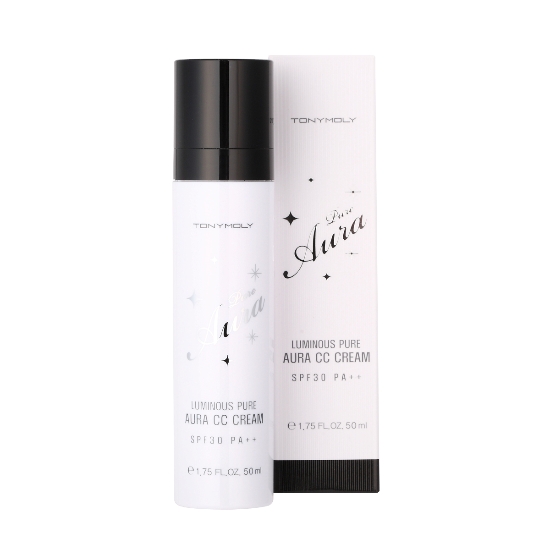 TONYMOLY
Pure
Aura
LUMINOUS PURE
AURA CC CREAM
SPF30 PA++
℮ 1,75 FL,OZ. 50 ml
TONYMOLY
Pure
Aura
LUMINOUS PURE
AURA CC CREAM
SPF30 PA++
℮ 1,75 FL,OZ. 50 ml